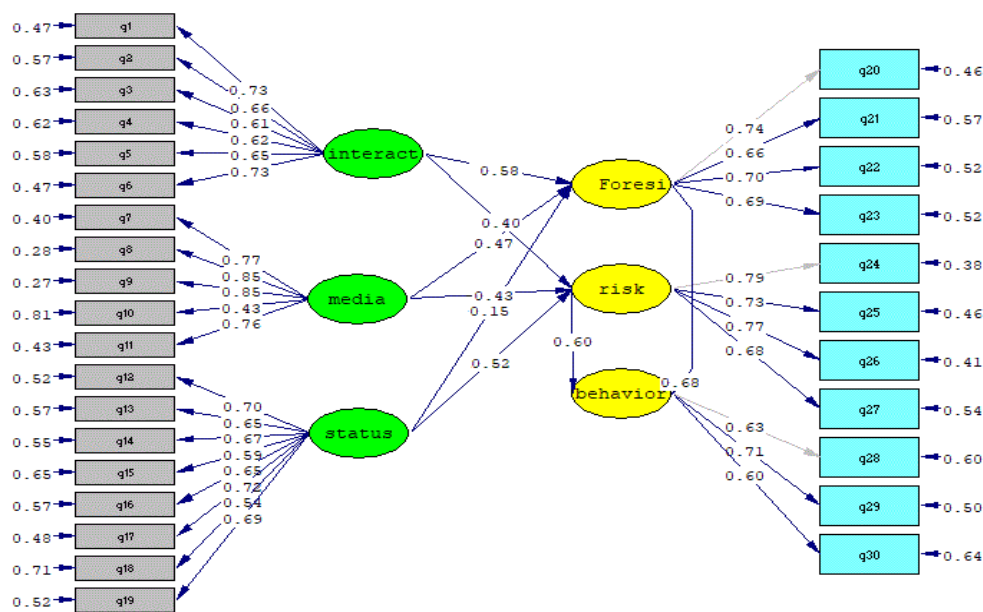 0.47 q1
0.57 q2
0.63 q3
0.62 q4
0.58 q5
0.47 q6
0.40 q7
0.28 q8
0.27 q9
0.81 q10
0.43 q11
0.52 q12
0.57 q13
0.55 q14
0.65 q15
0.57 q16
0.48 q17
0.71 q18
0.52 q19
0.73
0.66
0.61
0.62
0.65
0.73
0.77
0.85
0.85
0.43
0.76
0.70
0.65
0.67
0.59
0.65
0.72
0.54
0.69
interact
media
status
0.58
0.40
0.47
0.43
0.15
0.52
Foresi
risk
behavior
0.60
0.68
0.74
0.66
0.70
0.69
0.79
0.73
0.77
0.68
0.63
0.71
0.60
q20 0.46
q21 0.57
q22 0.52
q23 0.52
q24 0.38
q25 0.46
q26 0.41
q27 0.54
q28 0.60
q29 0.50
q30 0.64